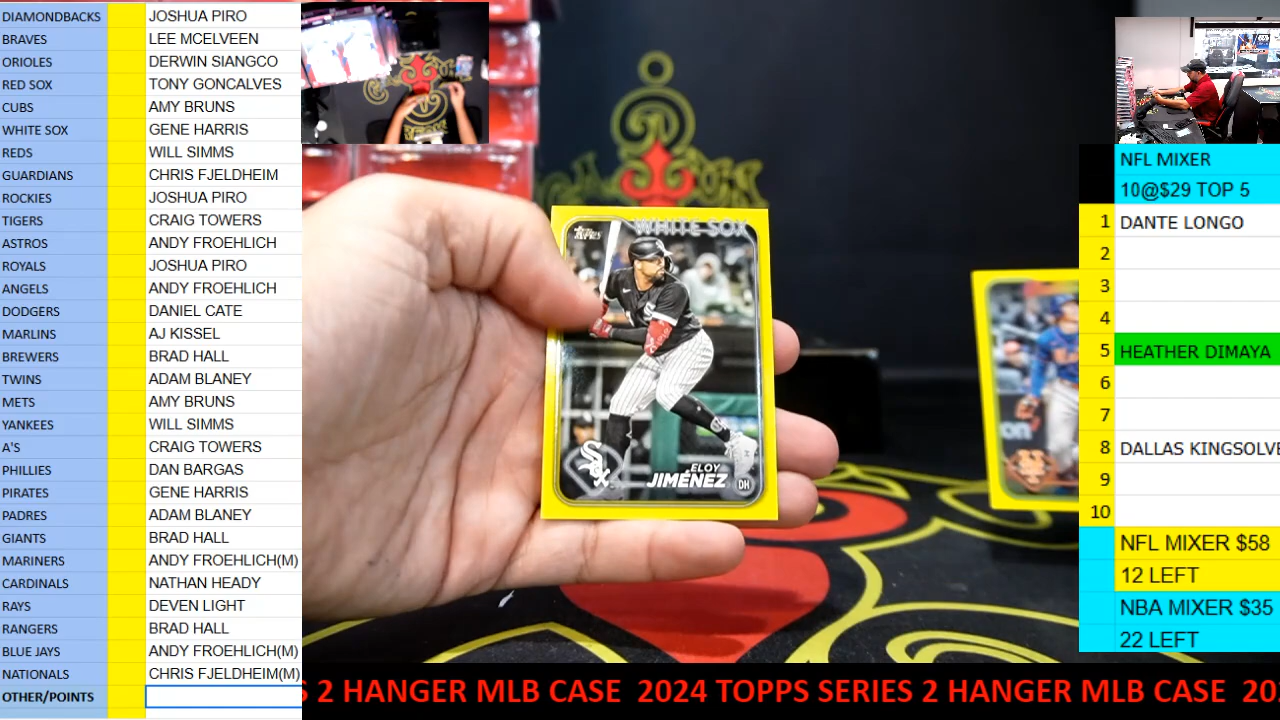 DIAMONDBACKS JOSHUA PIRO
BRAVES LEE MCELVEEN
ORIOLES DERWIN SIANGCO
RED SOX TONY GONCALVES
CUBS AMY BRUNS
WHITE SOX GENE HARRIS
REDS WILL SIMMS
GUARDIANS CHRIS FJELDHEIM
ROCKIES JOSHUA PIRO
TIGERS CRAIG TOWERS
ASTROS ANDY FROEHLICH
ROYALS JOSHUA PIRO
ANGELS ANDY FROEHLICH
DODGERS DANIEL CATE
MARLINS AJ KISSEL
BREWERS BRAD HALL
TWINS ADAM BLANEY
METS AMY BRUNS
YANKEES WILL SIMMS
A'S CRAIG TOWERS
PHILLIES DAN BARGAS
PIRATES GENE HARRIS
PADRES ADAM BLANEY
GIANTS BRAD HALL
MARINERS ANDY FROEHLICH(M)
CARDINALS NATHAN HEADY
RAYS DEVEN LIGHT
RANGERS BRAD HALL
BLUE JAYS ANDY FROEHLICH(M)
NATIONALS CHRIS FJELDHEIM(M)
OTHER/POINTS
WHITE SOX
Topps
Sox
ELOY
JIMÉNEZ DH
NFL MIXER
10@$29 TOP 5
1 DANTE LONGO
2
3
4
5 HEATHER DIMAYA
6
7
8 DALLAS KINGSOLVE
9
10
NFL MIXER $58
12 LEFT
NBA MIXER $35
22 LEFT
S 2 HANGER MLB CASE 2024 TOPPS SERIES 2 HANGER MLB CASE 20